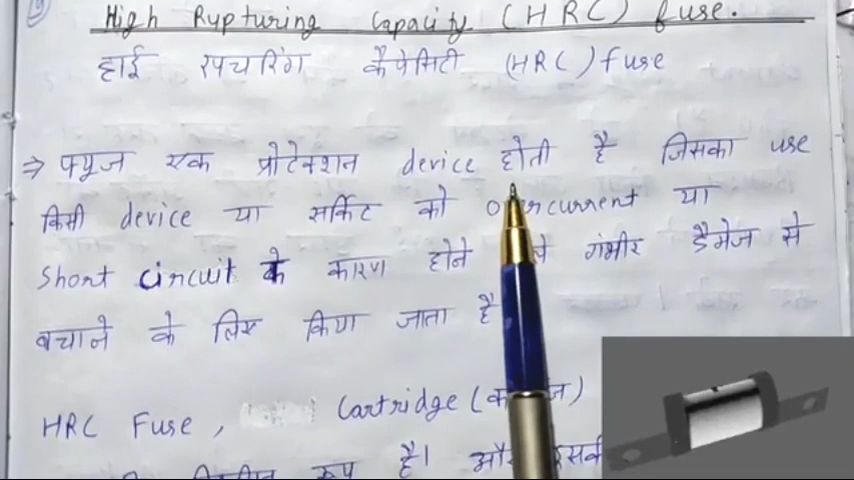 High Rupturing Capacity (HRC) fuse.
हाई रपचरिंग कैपेसिटी (HRC) fuse
⇒ फ्यूज एक प्रोटेक्शन device होती है जिसका use
किसी device या सर्किट को overcurrent या
Short circuit के कारण होने गंभीर डैमेज से
बचाने के लिए किया जाता है
HRC Fuse, Cartridge
रूप है। और